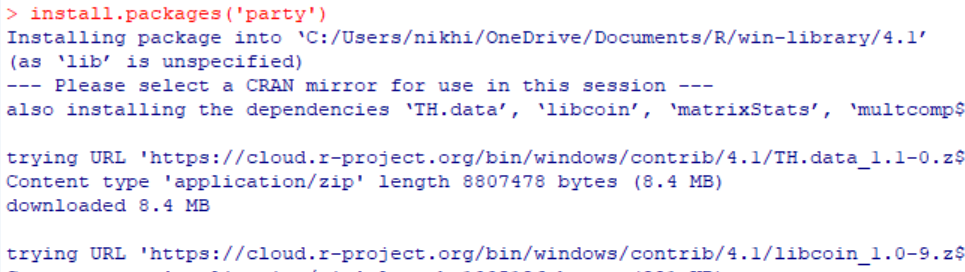 > install.packages('party')
Installing package into ‘C:/Users/nikhi/OneDrive/Documents/R/win-library/4.1’
(as ‘lib’ is unspecified)
--- Please select a CRAN mirror for use in this session ---
also installing the dependencies ‘TH.data’, ‘libcoin’, ‘matrixStats’, ‘multcomp$
trying URL 'https://cloud.r-project.org/bin/windows/contrib/4.1/TH.data_1.1-0.z$
Content type 'application/zip' length 8807478 bytes (8.4 MB)
downloaded 8.4 MB
trying URL 'https://cloud.r-project.org/bin/windows/contrib/4.1/libcoin_1.0-9.z$